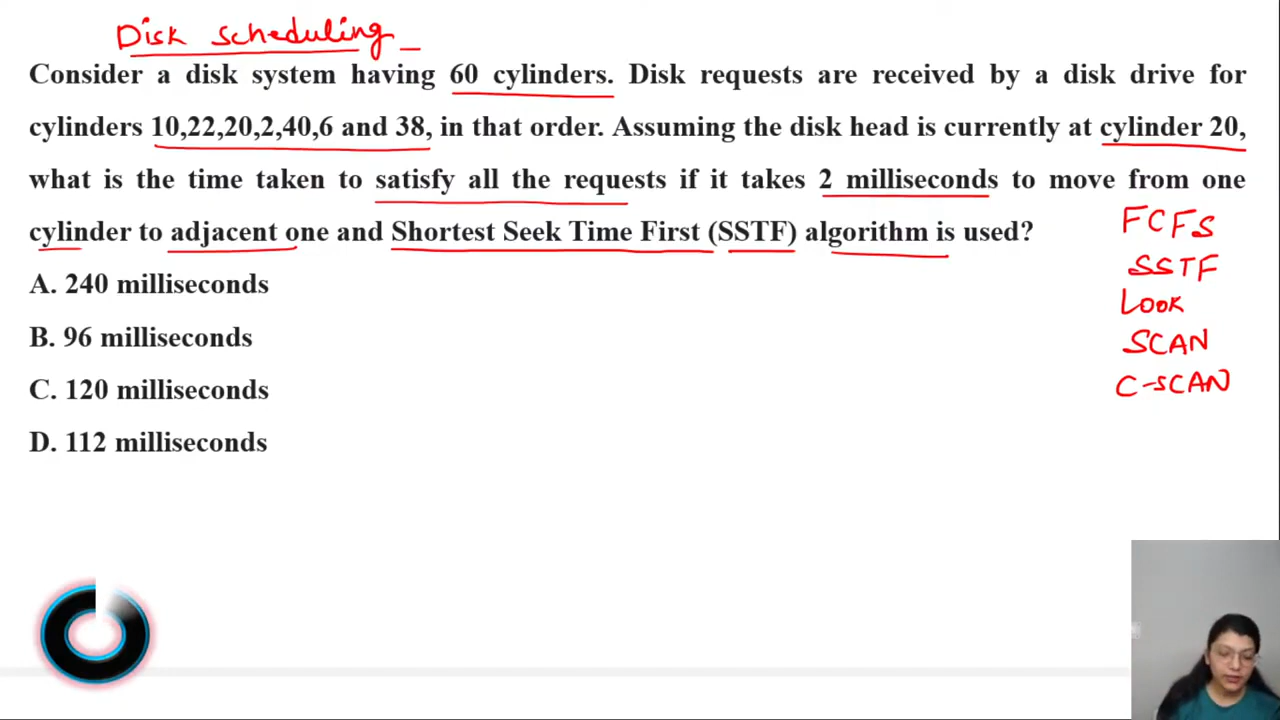 Disk scheduling
Consider a disk system having 60 cylinders. Disk requests are received by a disk drive for
cylinders 10,22,20,2,40,6 and 38, in that order. Assuming the disk head is currently at cylinder 20,
what is the time taken to satisfy all the requests if it takes 2 milliseconds to move from one
cylinder to adjacent one and Shortest Seek Time First (SSTF) algorithm is used?
FCFS
SSTF
LOOK
SCAN
C-SCAN
A. 240 milliseconds
B. 96 milliseconds
C. 120 milliseconds
D. 112 milliseconds